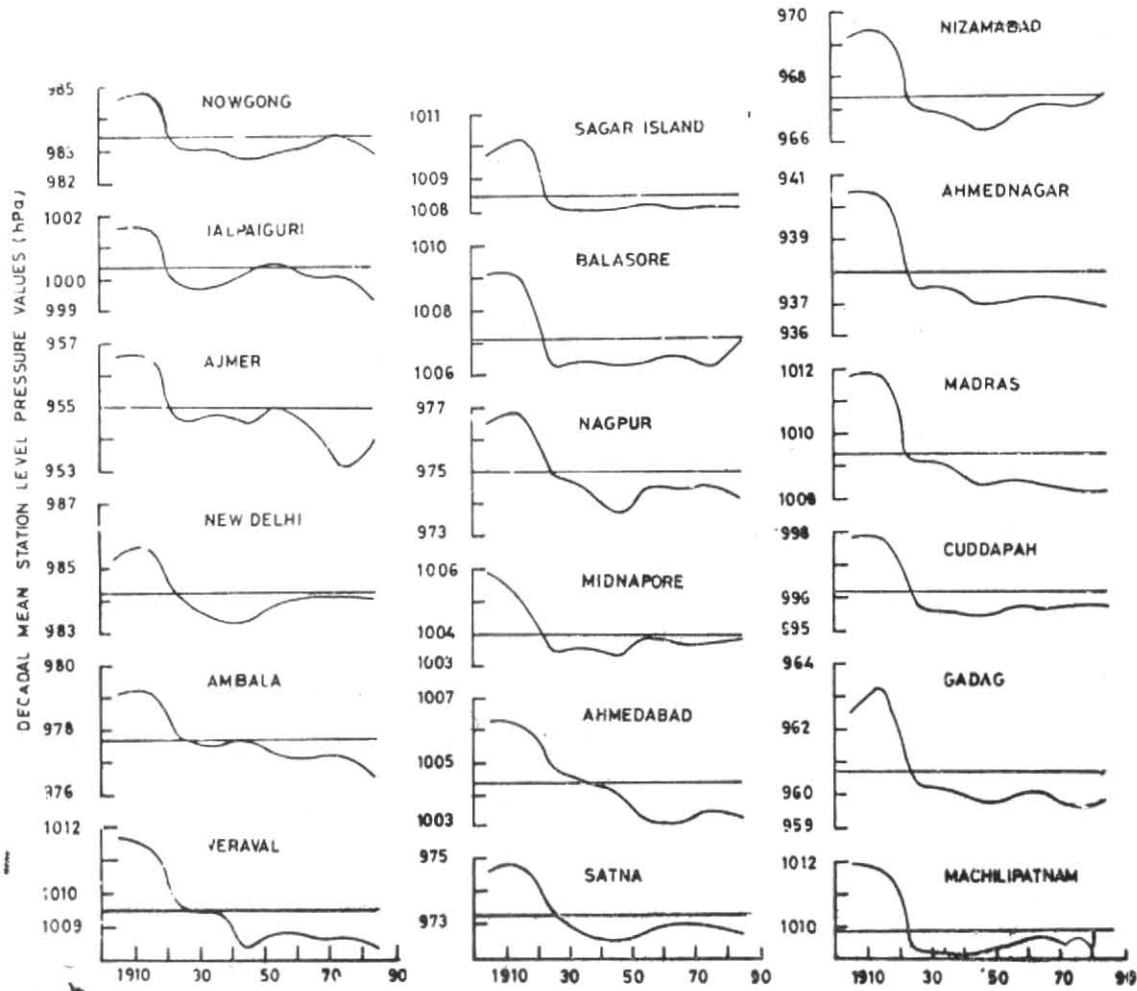 DECADAL MEAN STATION LEVEL PRESSURE VALUES (hPa)
NOWGONG
985
983
982
JALPAIGURI
1002
1000
999
AJMER
957
955
953
NEW DELHI
987
985
983
AMBALA
980
978
976
VERAVAL
1012
1010
1009
1910 30 50 70 90
SAGAR ISLAND
1011
1009
1008
BALASORE
1010
1008
1006
NAGPUR
977
975
973
MIDNAPORE
1006
1004
1003
AHMEDABAD
1007
1005
1003
SATNA
975
973
1910 30 50 70 90
NIZAMABAD
970
968
966
AHMEDNAGAR
941
939
937
936
MADRAS
1012
1010
1008
CUDDAPAH
998
996
995
GADAG
964
962
960
959
MACHILIPATNAM
1012
1010
1910 30 50 70 90